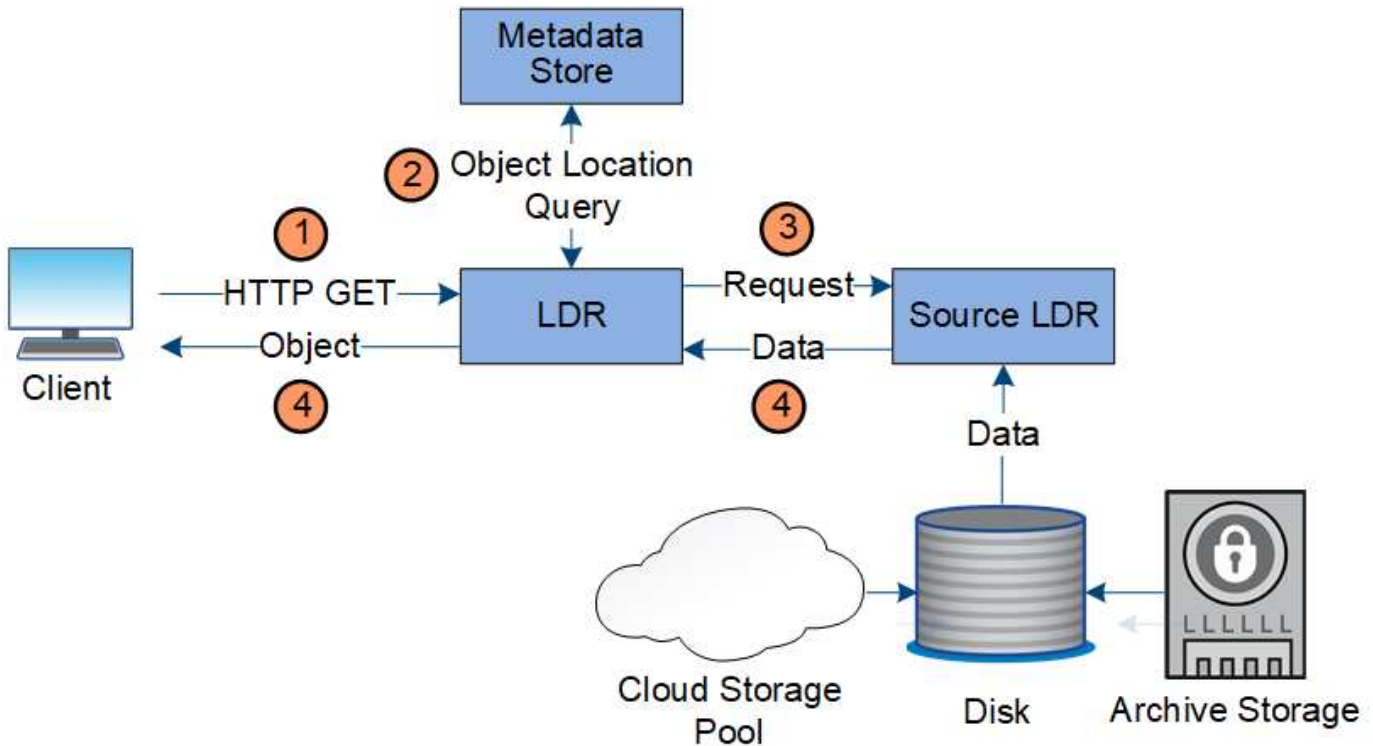 Metadata
Store
2
Object Location
Query
1
3
HTTP GET
Request
LDR
Source LDR
Object
Data
Client
4
4
Data
LLLLLL
Cloud Storage
Pool
Disk
Archive Storage